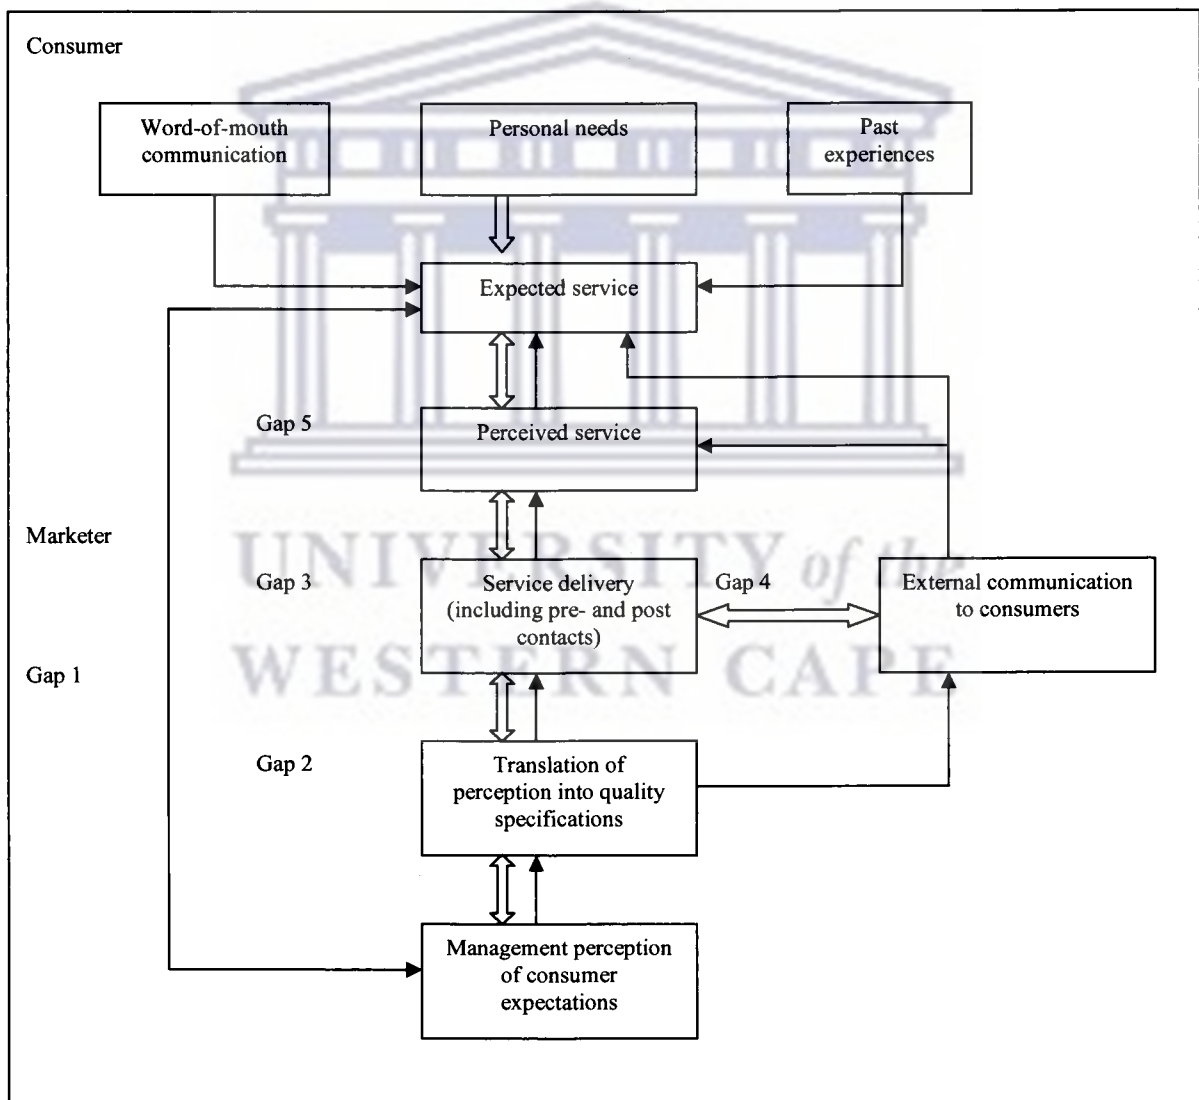 Consumer
Word-of-mouth
communication
Personal needs
Past
experiences
Expected service
Gap 5
Perceived service
Marketer
UNIVERSITY of the
Gap 3
Service delivery
(including pre- and post
contacts)
Gap 4
External communication
to consumers
WESTERN CAPE
Gap 1
Gap 2
Translation of
perception into quality
specifications
Management perception
of consumer
expectations